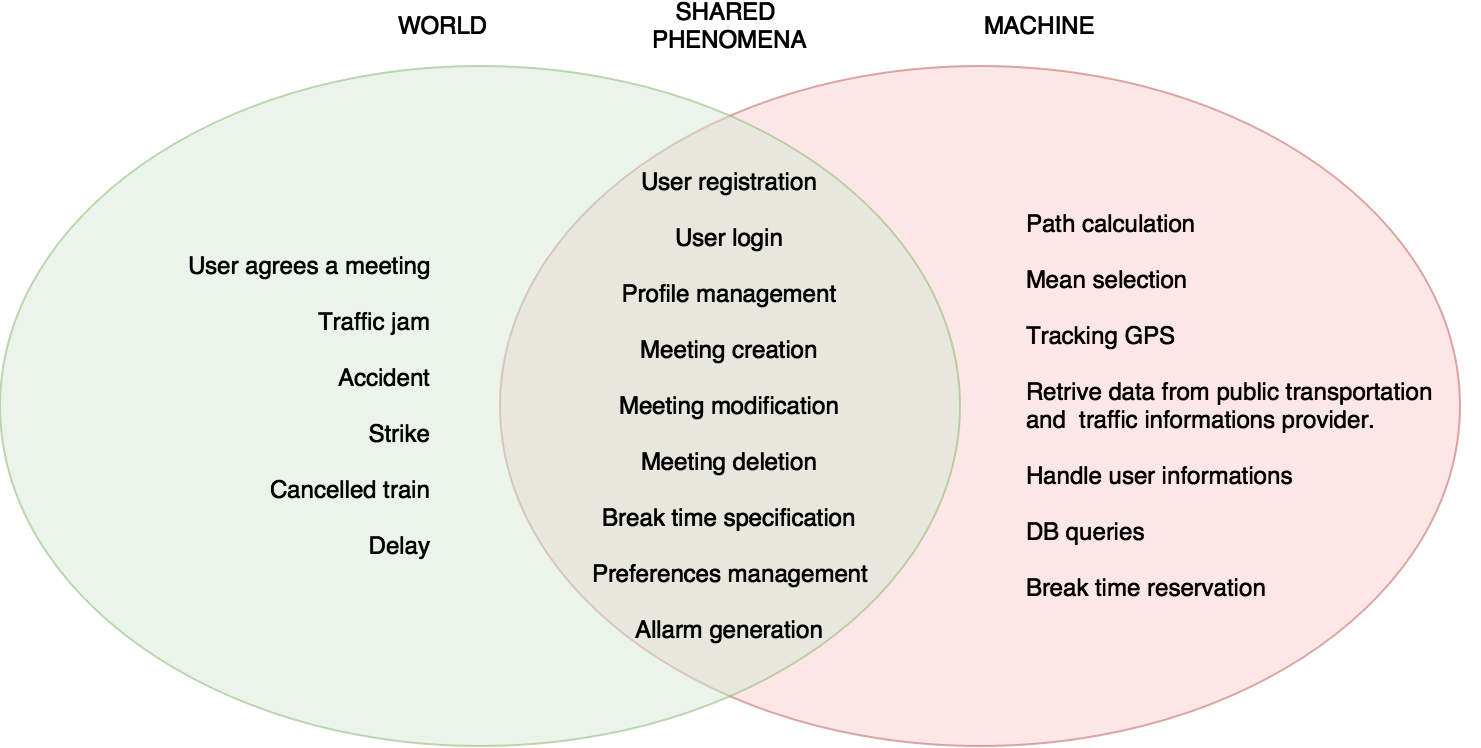 WORLD
SHARED
PHENOMENA
MACHINE
User agrees a meeting
Traffic jam
Accident
Strike
Cancelled train
Delay
User registration
User login
Profile management
Meeting creation
Meeting modification
Meeting deletion
Break time specification
Preferences management
Allarm generation
Path calculation
Mean selection
Tracking GPS
Retrive data from public transportation
and  traffic informations provider.
Handle user informations
DB queries
Break time reservation